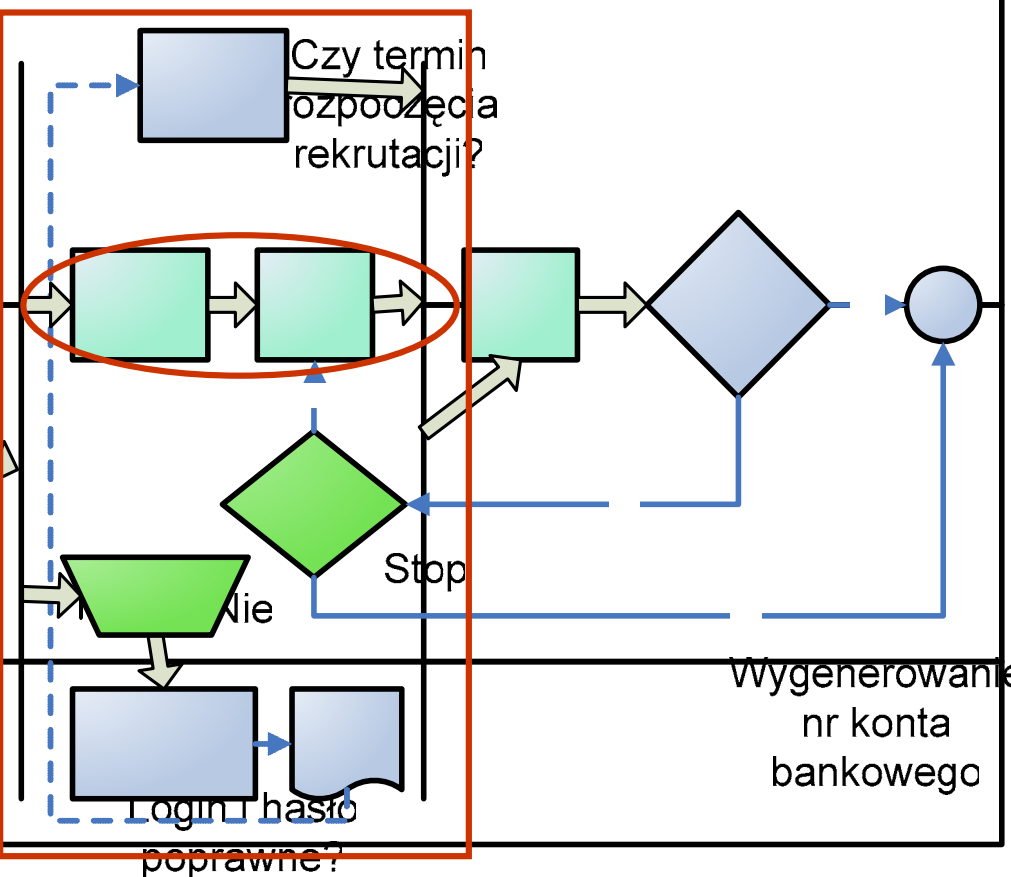 Czy termin
rozpoczęcia
rekrutacji?
Stop
Nie
Wygenerowanie
nr konta
bankowego
Login i hasło
poprawne?